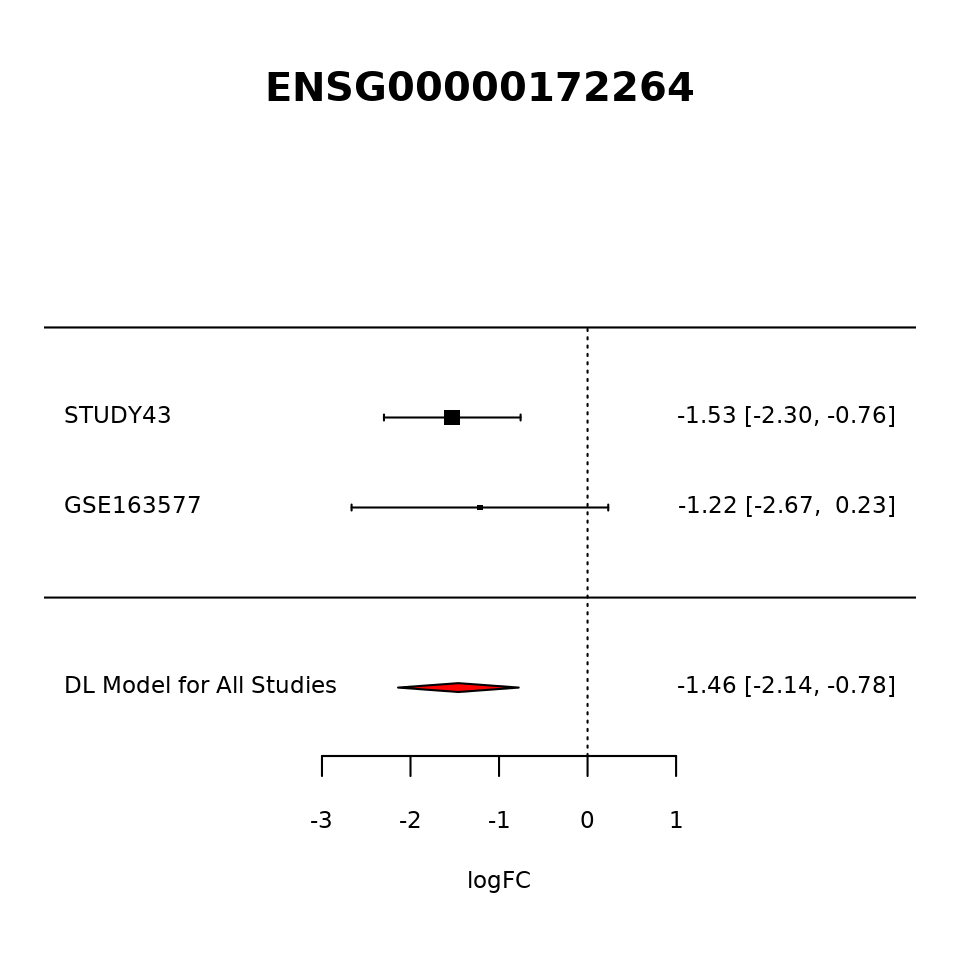 ENSG00000172264
STUDY43 -1.53 [-2.30, -0.76]
GSE163577 -1.22 [-2.67,  0.23]
DL Model for All Studies -1.46 [-2.14, -0.78]
-3 -2 -1 0 1
logFC